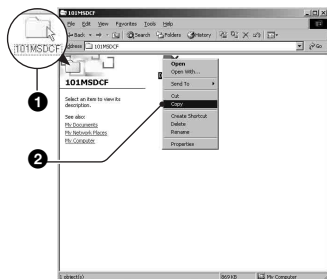 101MSDCF
File Edit View Favorites Tools Help
Back Search Folders History
Address 101MSDCF Go
101MSDCF
101MSDCF
Select an item to view its description.
See also:
My Documents
My Network Places
My Computer
Open
Open With...
Send To
Cut
Copy
Create Shortcut
Delete
Rename
Properties
1
2
1 object(s) 869 KB My Computer